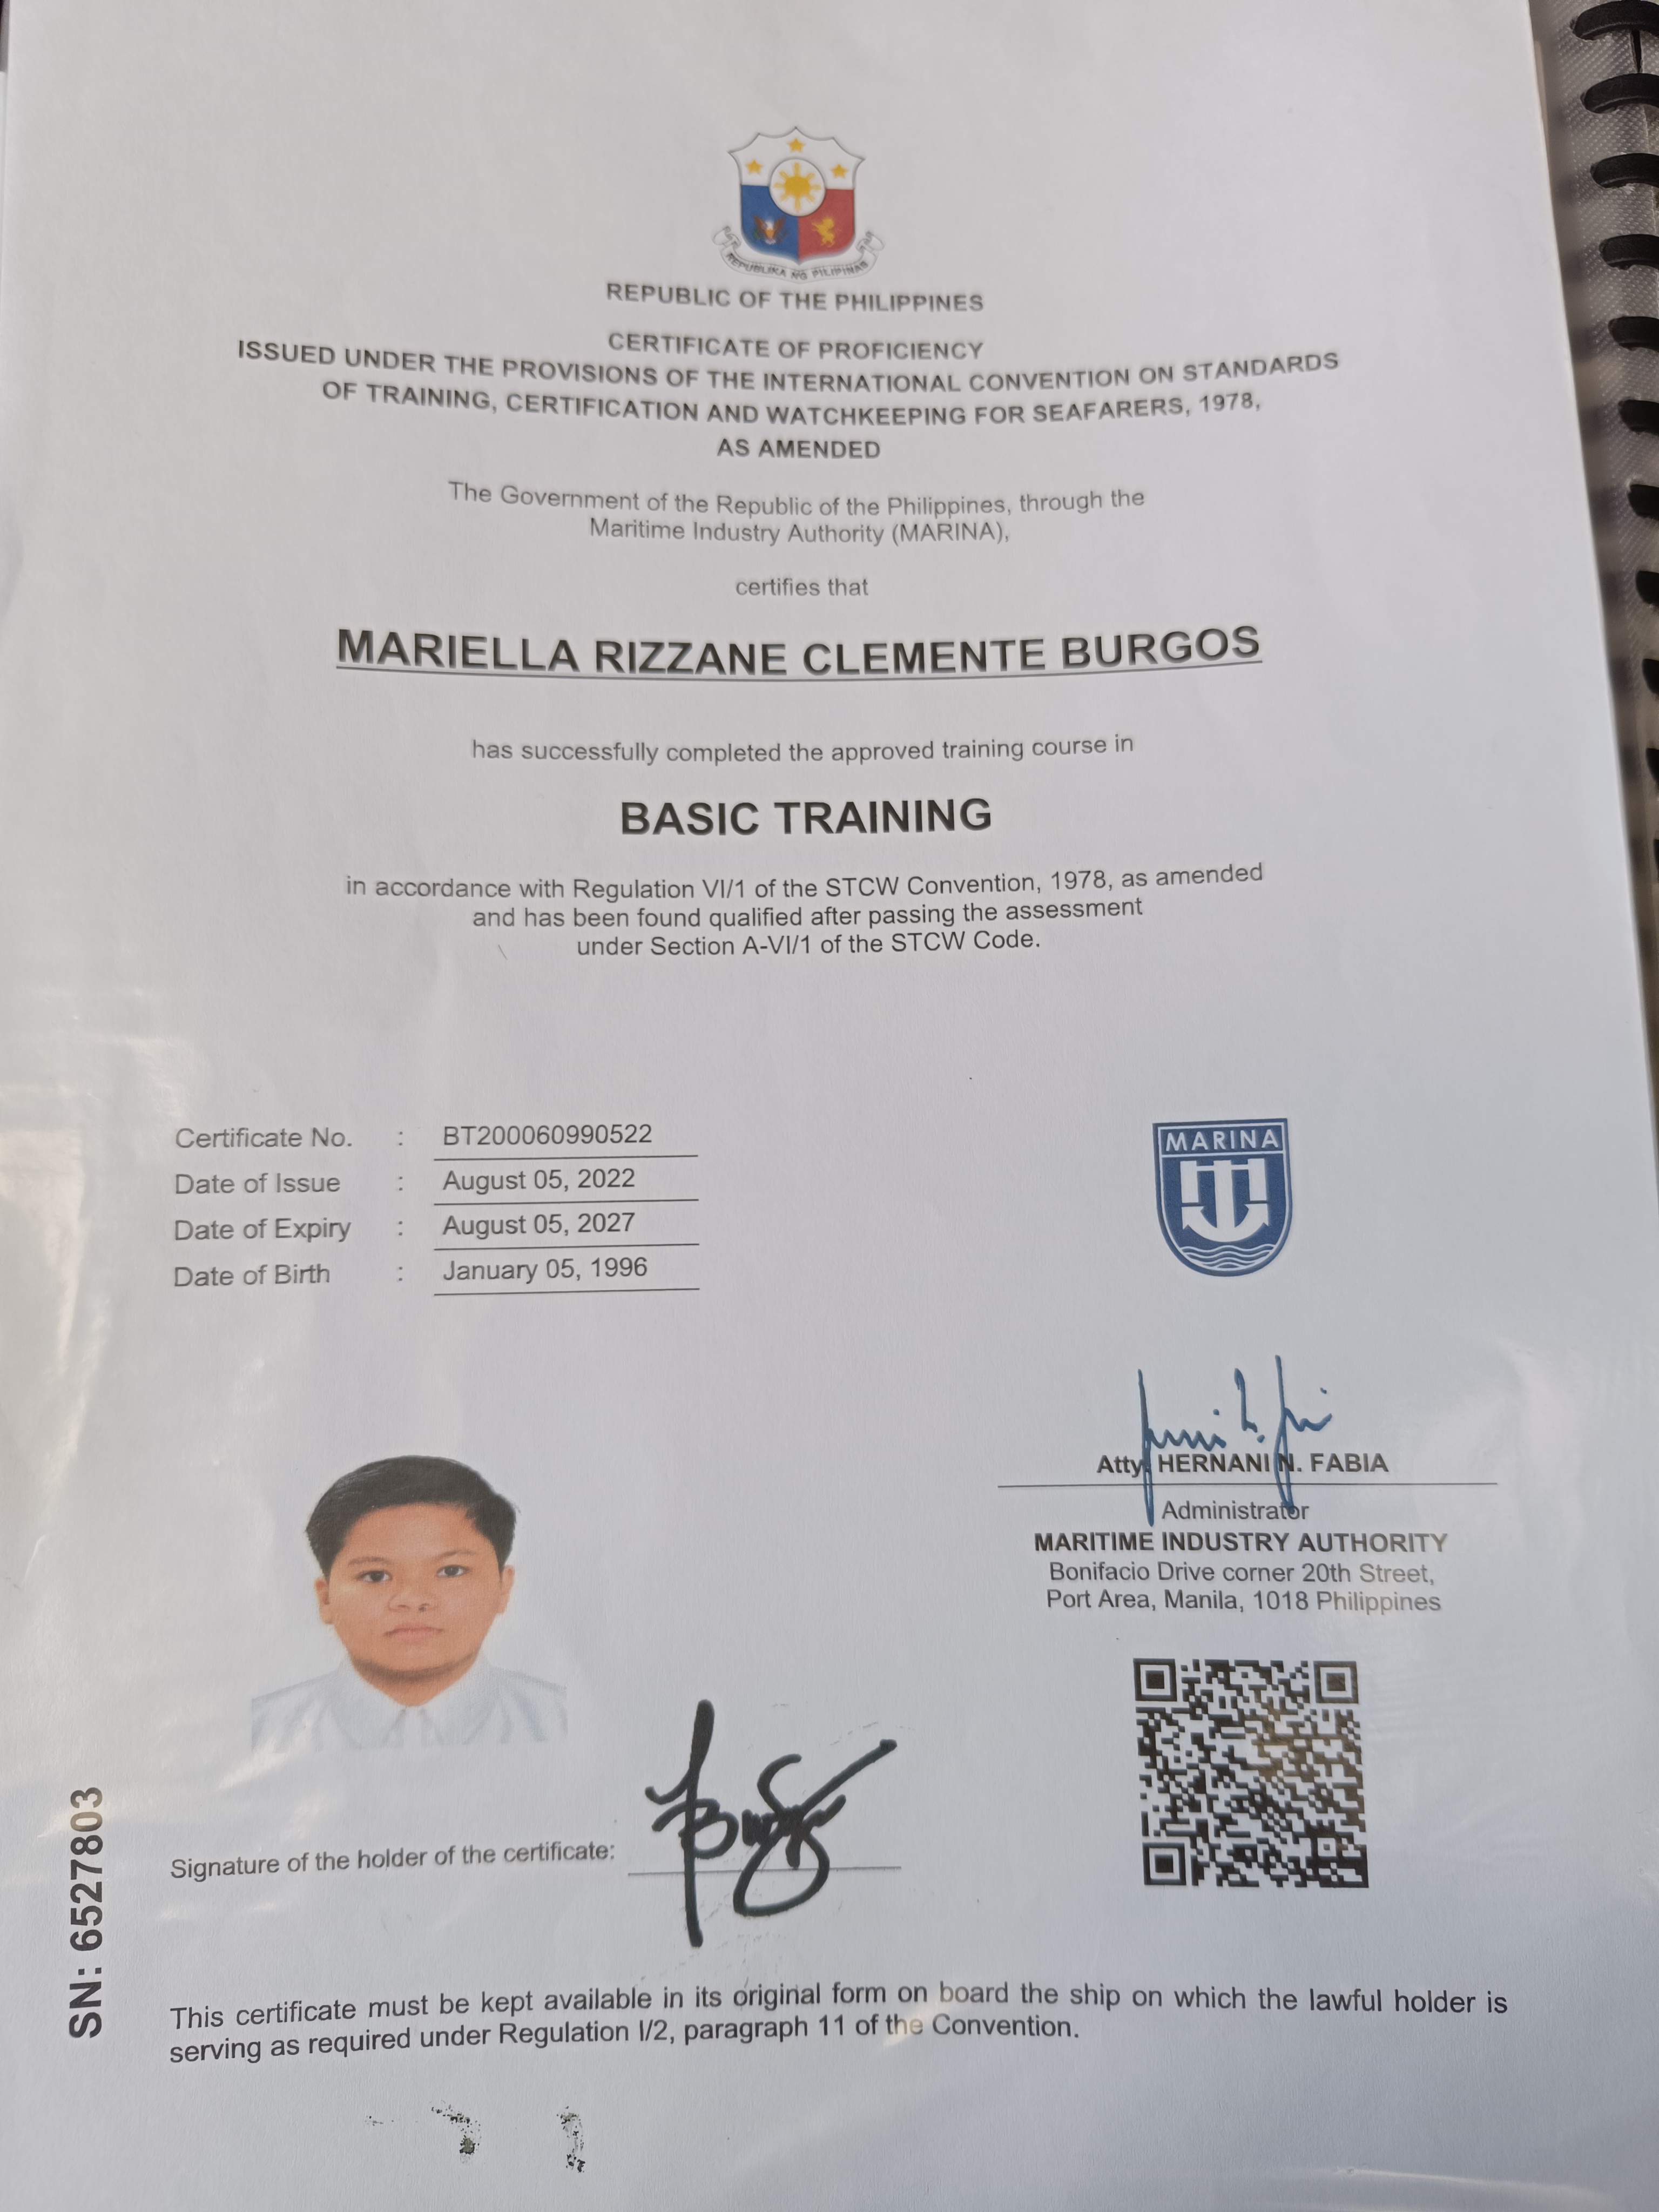 REPUBLIKA NG PILIPINAS
REPUBLIC OF THE PHILIPPINES
CERTIFICATE OF PROFICIENCY
ISSUED UNDER THE PROVISIONS OF THE INTERNATIONAL CONVENTION ON STANDARDS
OF TRAINING, CERTIFICATION AND WATCHKEEPING FOR SEAFARERS, 1978,
AS AMENDED
The Government of the Republic of the Philippines, through the
Maritime Industry Authority (MARINA),
certifies that
MARIELLA RIZZANE CLEMENTE BURGOS
has successfully completed the approved training course in
BASIC TRAINING
in accordance with Regulation VI/1 of the STCW Convention, 1978, as amended
and has been found qualified after passing the assessment
under Section A-VI/1 of the STCW Code.
Certificate No. : BT200060990522
Date of Issue : August 05, 2022
Date of Expiry : August 05, 2027
Date of Birth : January 05, 1996
MARINA
Atty. HERNANI N. FABIA
Administrator
MARITIME INDUSTRY AUTHORITY
Bonifacio Drive corner 20th Street,
Port Area, Manila, 1018 Philippines
Signature of the holder of the certificate:
SN: 6527803
This certificate must be kept available in its original form on board the ship on which the lawful holder is
serving as required under Regulation I/2, paragraph 11 of the Convention.